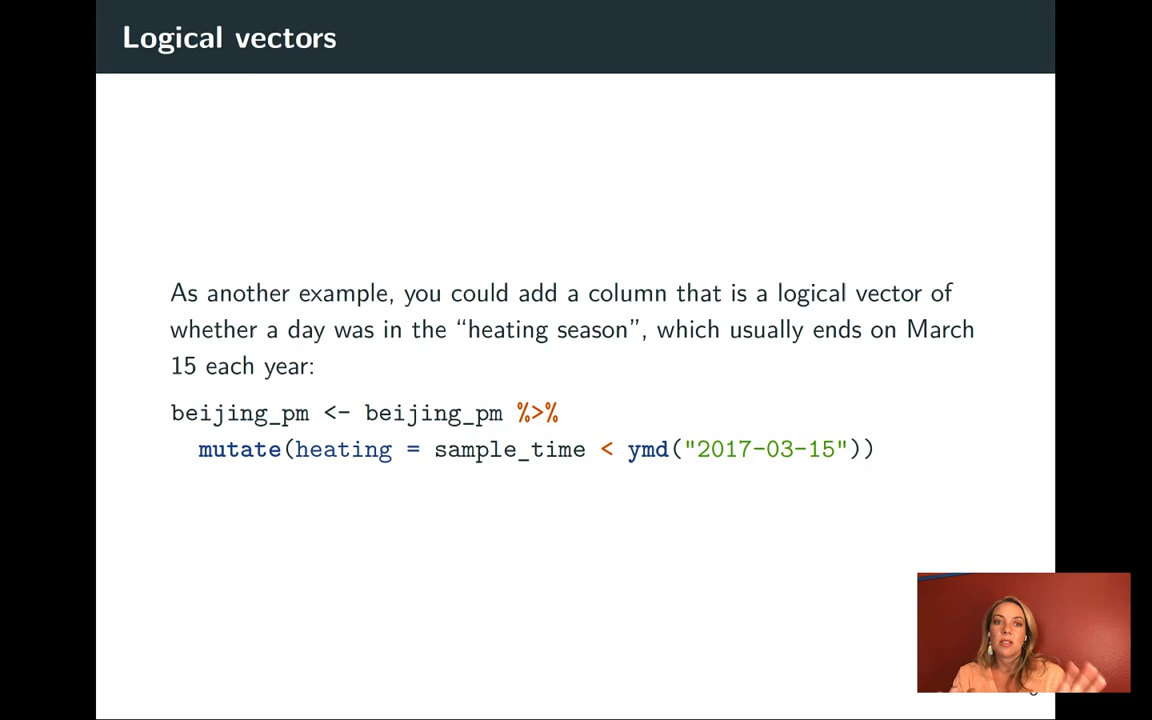 Logical vectors
As another example, you could add a column that is a logical vector of
whether a day was in the “heating season”, which usually ends on March
15 each year:
beijing_pm <- beijing_pm %>%
mutate(heating = sample_time < ymd("2017-03-15"))